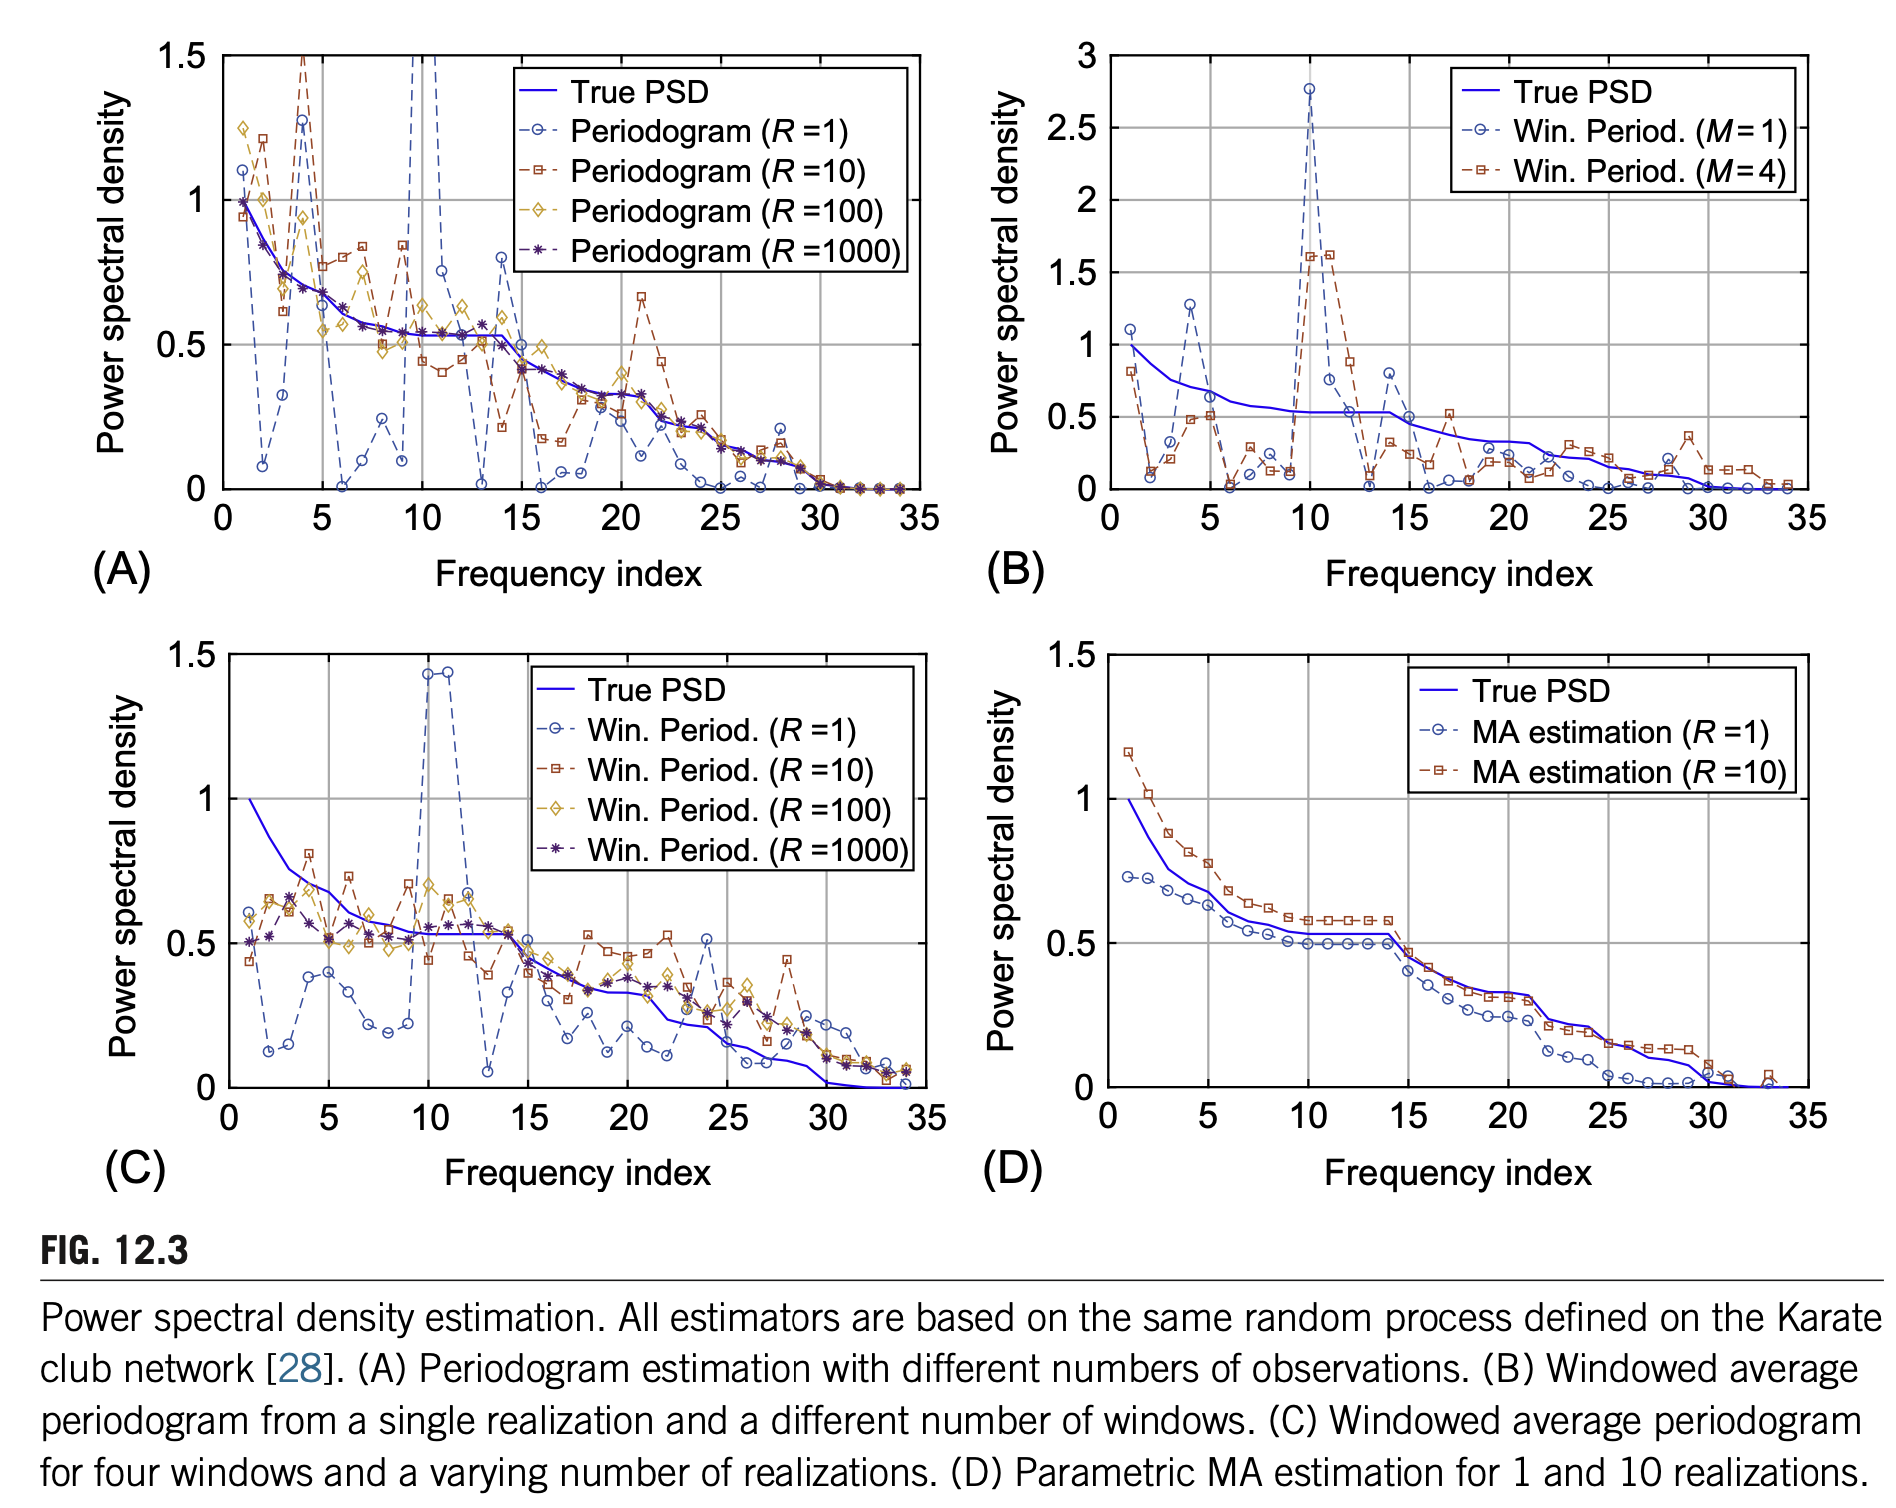 1.5
1
0.5
0
0 5 10 15 20 25 30 35
Power spectral density
Frequency index
True PSD
Periodogram (R =1)
Periodogram (R =10)
Periodogram (R =100)
Periodogram (R =1000)
(A)
3
2.5
2
1.5
1
0.5
0
0 5 10 15 20 25 30 35
Power spectral density
Frequency index
True PSD
Win. Period. (M=1)
Win. Period. (M=4)
(B)
1.5
1
0.5
0
0 5 10 15 20 25 30 35
Power spectral density
Frequency index
True PSD
Win. Period. (R =1)
Win. Period. (R =10)
Win. Period. (R =100)
Win. Period. (R =1000)
(C)
1.5
1
0.5
0
0 5 10 15 20 25 30 35
Power spectral density
Frequency index
True PSD
MA estimation (R =1)
MA estimation (R =10)
(D)
FIG. 12.3
Power spectral density estimation. All estimators are based on the same random process defined on the Karate
club network [28]. (A) Periodogram estimation with different numbers of observations. (B) Windowed average
periodogram from a single realization and a different number of windows. (C) Windowed average periodogram
for four windows and a varying number of realizations. (D) Parametric MA estimation for 1 and 10 realizations.